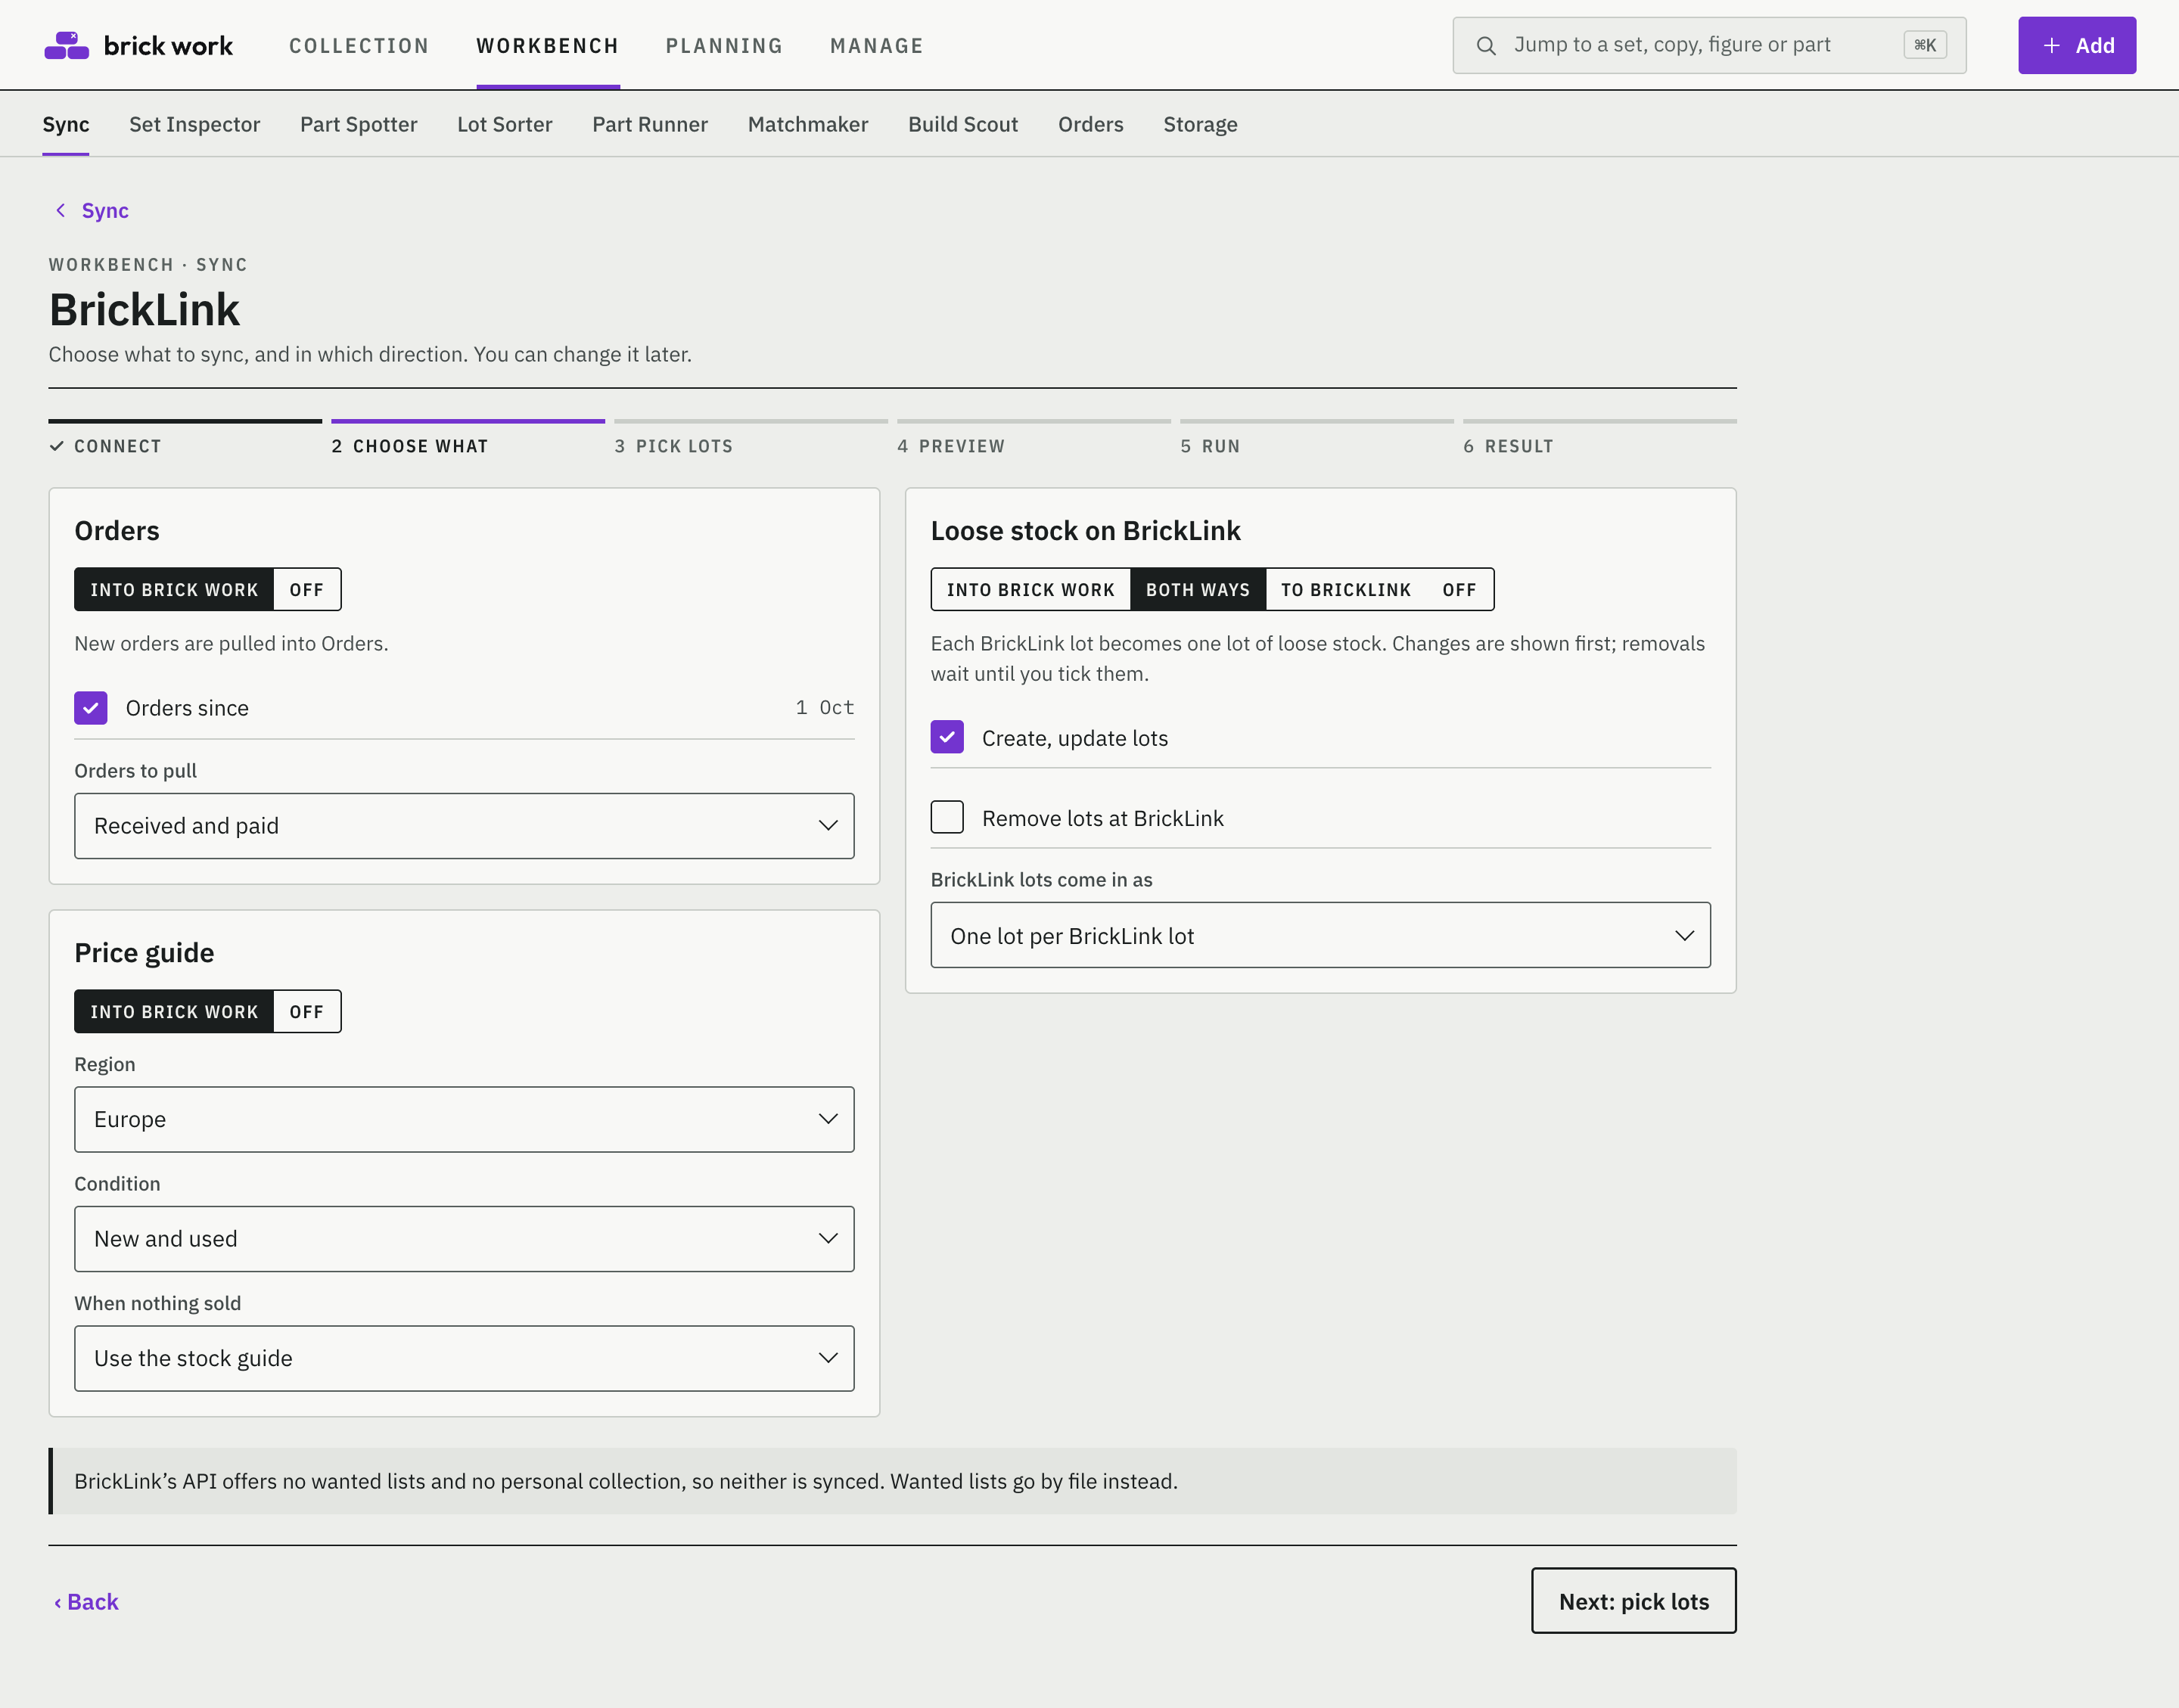 brick work
COLLECTION
WORKBENCH
PLANNING
MANAGE
Jump to a set, copy, figure or part
⌘K
+ Add
Sync
Set Inspector
Part Spotter
Lot Sorter
Part Runner
Matchmaker
Build Scout
Orders
Storage
Sync
WORKBENCH · SYNC
BrickLink
Choose what to sync, and in which direction. You can change it later.
CONNECT
2 CHOOSE WHAT
3 PICK LOTS
4 PREVIEW
5 RUN
6 RESULT
Orders
INTO BRICK WORK
OFF
New orders are pulled into Orders.
Orders since
1 Oct
Orders to pull
Received and paid
Price guide
INTO BRICK WORK
OFF
Region
Europe
Condition
New and used
When nothing sold
Use the stock guide
Loose stock on BrickLink
INTO BRICK WORK
BOTH WAYS
TO BRICKLINK
OFF
Each BrickLink lot becomes one lot of loose stock. Changes are shown first; removals
wait until you tick them.
Create, update lots
Remove lots at BrickLink
BrickLink lots come in as
One lot per BrickLink lot
BrickLink’s API offers no wanted lists and no personal collection, so neither is synced. Wanted lists go by file instead.
‹ Back
Next: pick lots